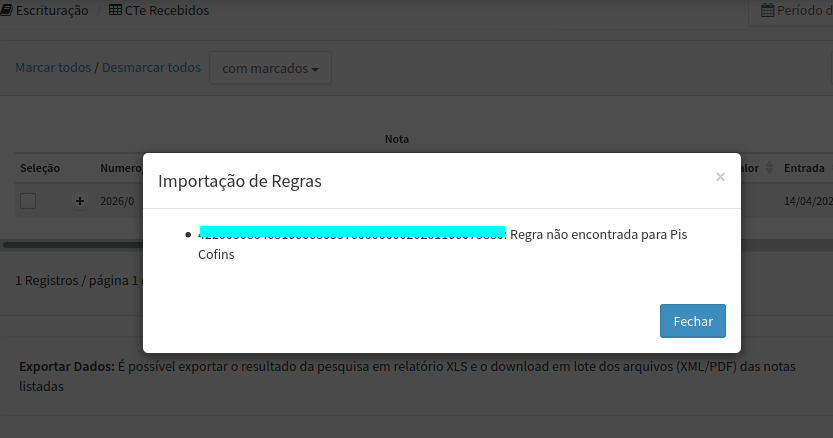 Escrituração / CTe Recebidos
Período d
Marcar todos / Desmarcar todos com marcados
Nota
Seleção Numero alor Entrada
2026/0 14/04/202
Importação de Regras ×
: Regra não encontrada para Pis
Cofins
1 Registros / página 1
Fechar
Exportar Dados: É possível exportar o resultado da pesquisa em relatório XLS e o download em lote dos arquivos (XML/PDF) das notas
listadas